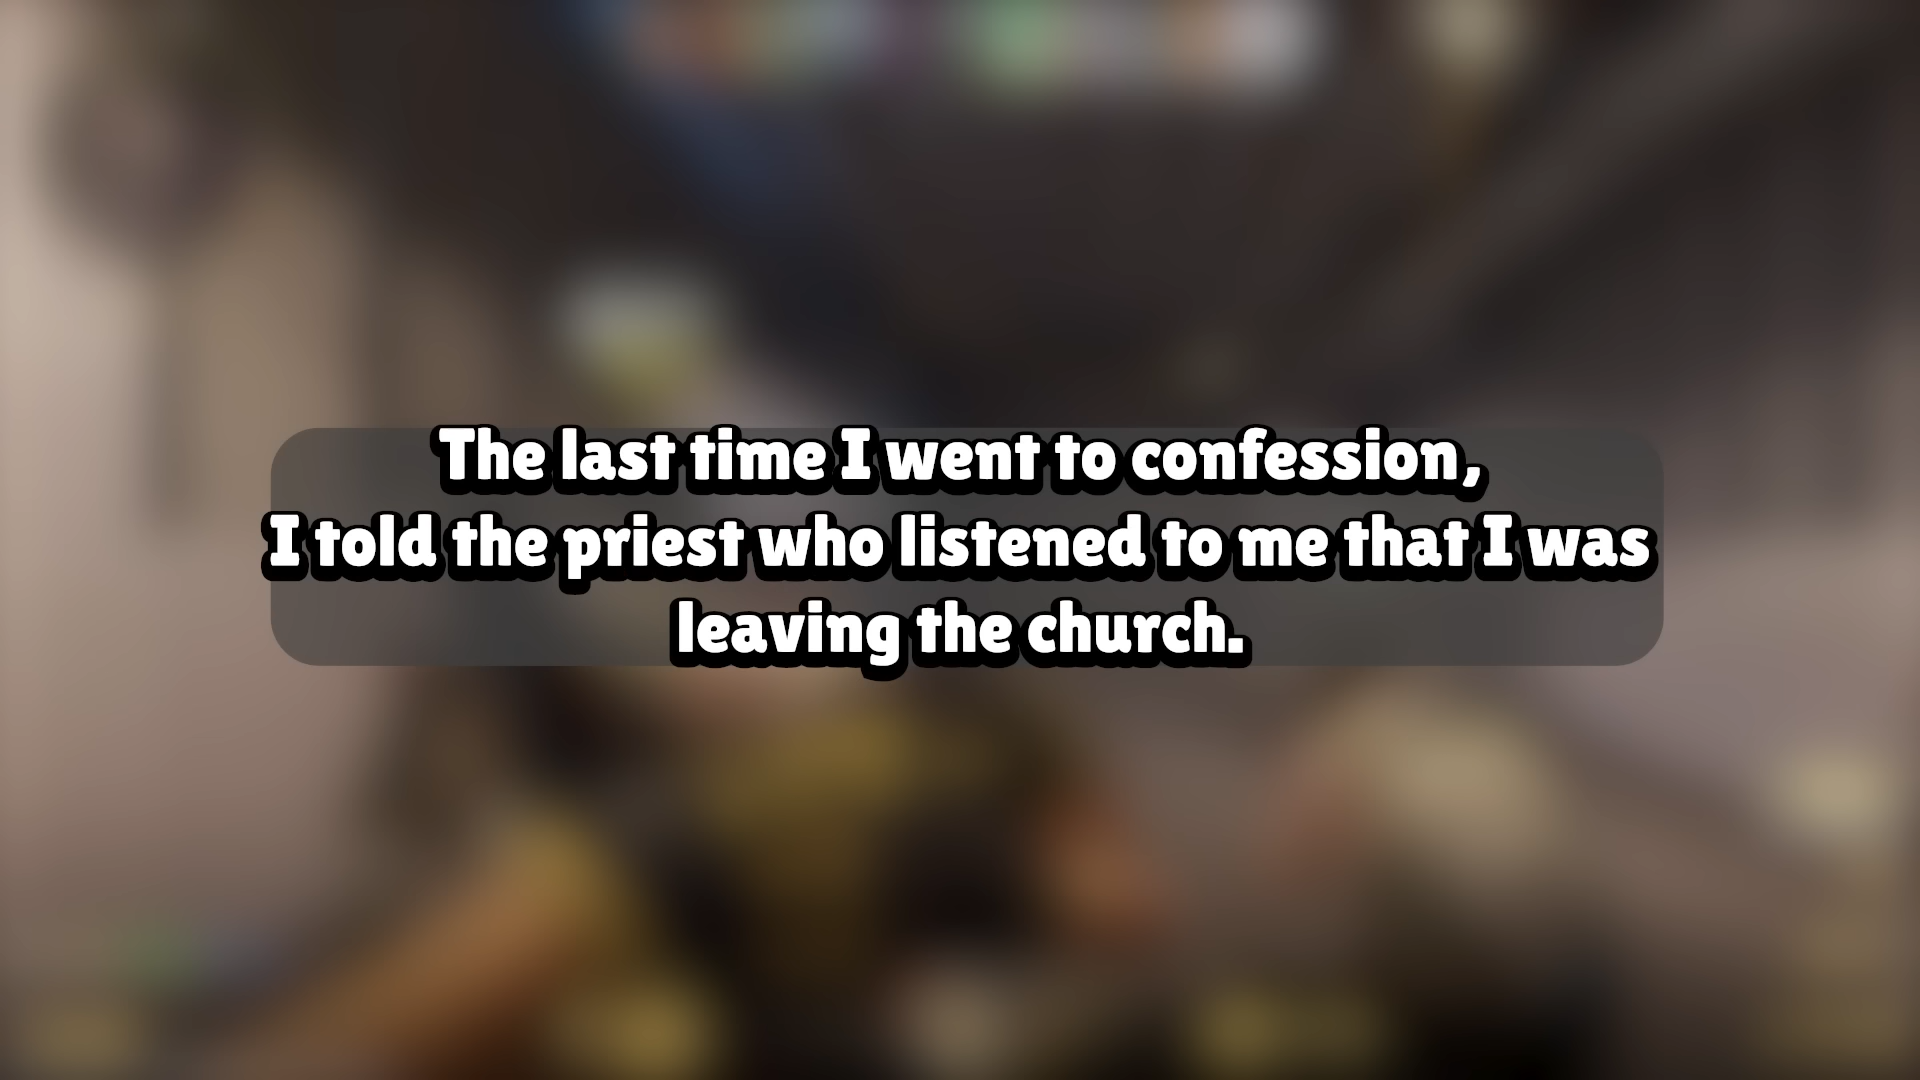 The last time I went to confession,
I told the priest who listened to me that I was
leaving the church.